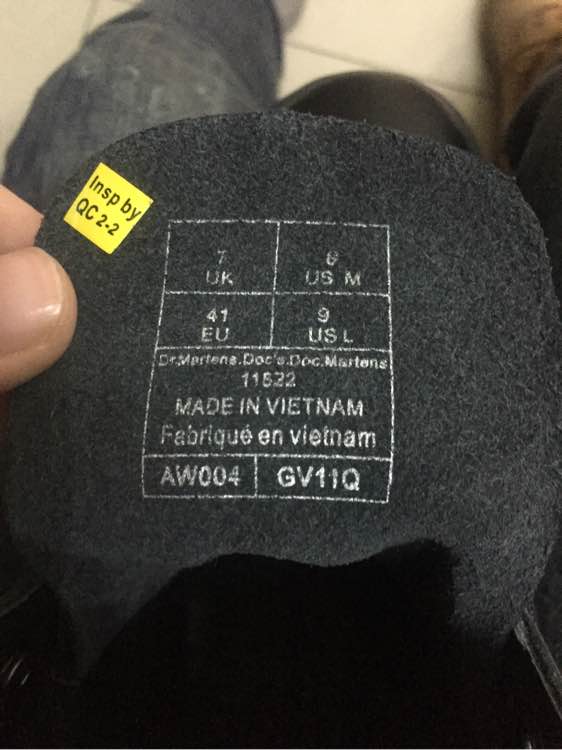 Insp by
QC 2-2
7
UK
8
US M
41
EU
9
US L
Dr.Martens.Doc's.Doc.Martens
11822
MADE IN VIETNAM
Fabriqué en vietnam
AW004
GV11Q